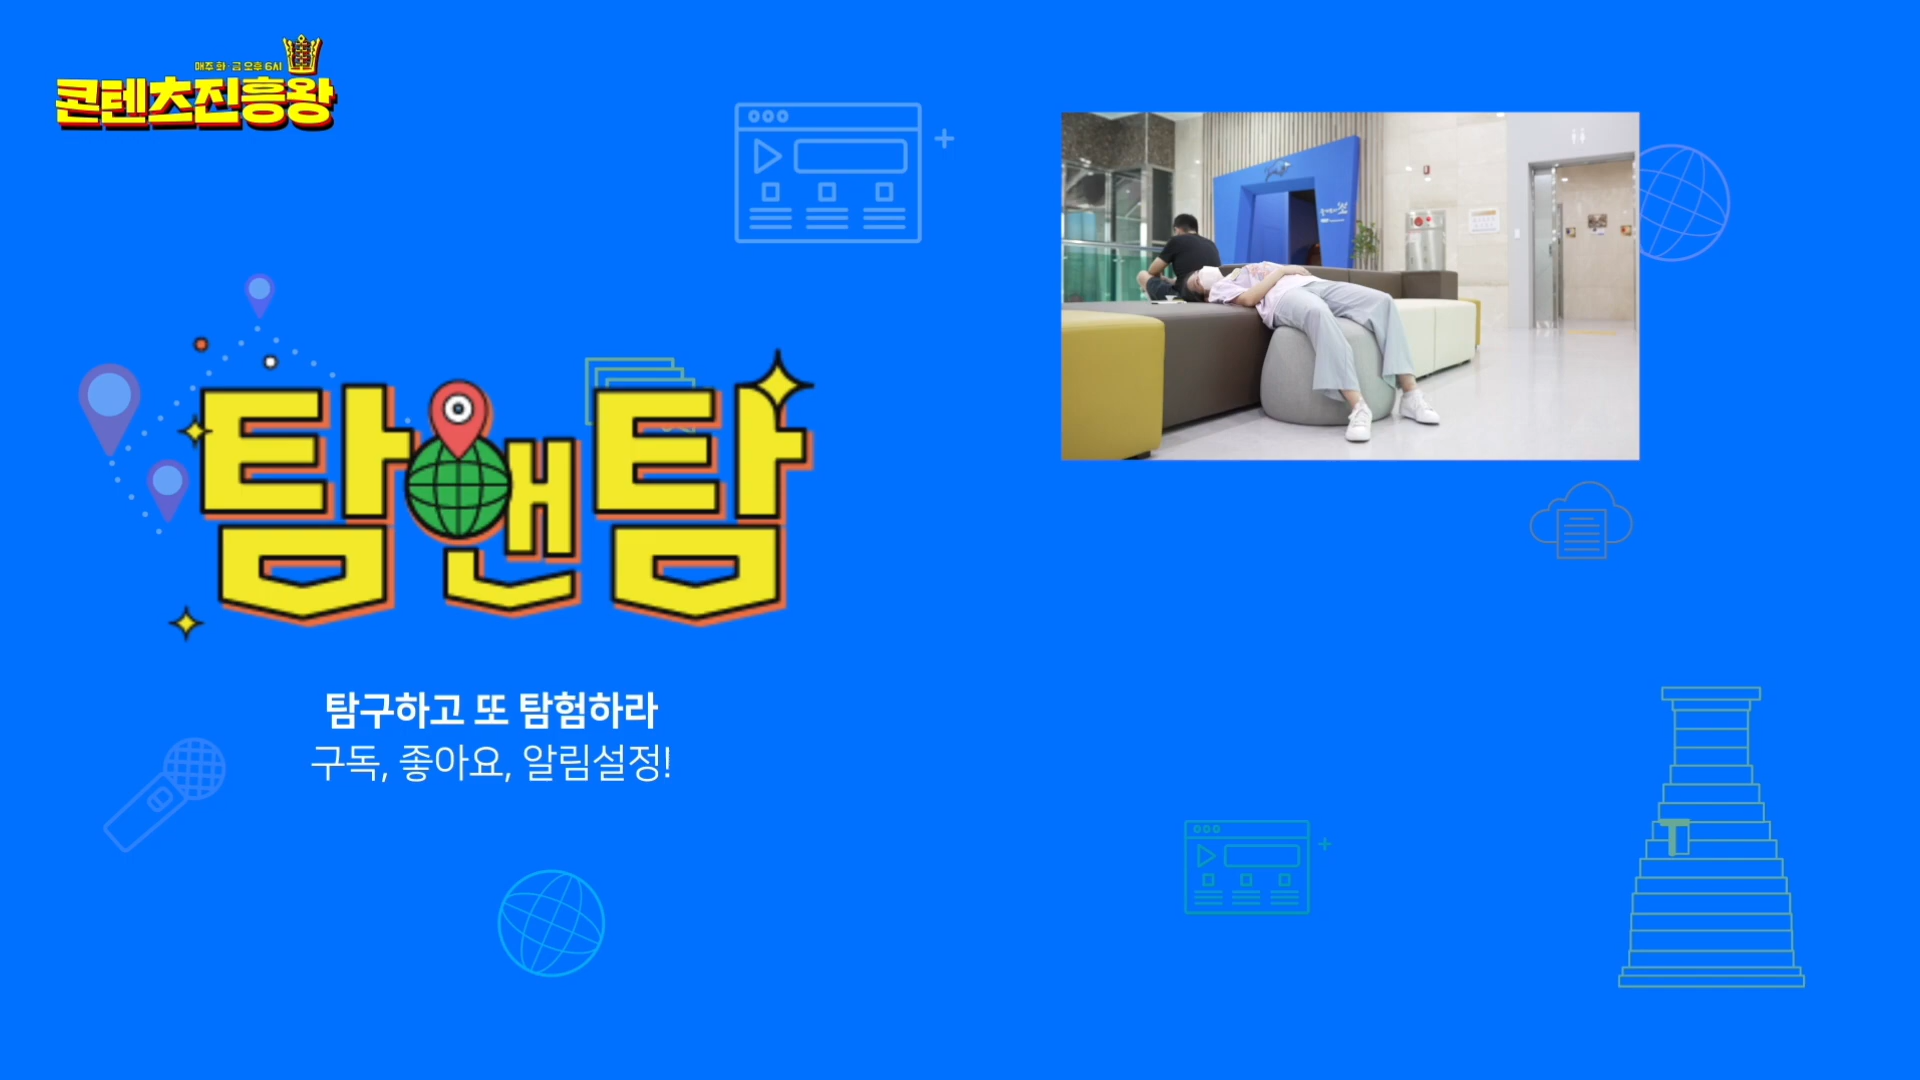 매주 화·금 오후 6시
콘텐츠진흥왕
탐앤탐
탐구하고 또 탐험하라
구독, 좋아요, 알림설정!